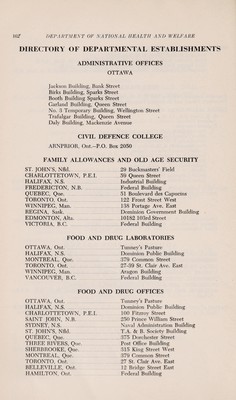 162 DEPARTMENT OF NATIONAL HEALTH AND WELFARE
DIRECTORY OF DEPARTMENTAL ESTABLISHMENTS
ADMINISTRATIVE OFFICES
OTTAWA
Jackson Building, Bank Street
Birks Building, Sparks Street
Booth Building Sparks Street
Garland Building, Queen Street
No. 3 Temporary Building, Wellington Street
Trafalgar Building, Queen Street
Daly Building, Mackenzie Avenue
CIVIL DEFENCE COLLEGE
ARNPRIOR, Ont.—P.O. Box 2050
FAMILY ALLOWANCES AND OLD AGE SECURITY
ST. JOHN'S, Nfld. 29 Buckmasters' Field
CHARLOTTETOWN, P.E.I. 39 Queen Street
HALIFAX, N.S. Industrial Building
FREDERICTON, N.B. Federal Building
QUEBEC, Que. 51 Boulevard des Capucins
TORONTO, Ont. 122 Front Street West
WINNIPEG, Man. 136 Portage Ave. East
REGINA, Sask. Dominion Government Building
EDMONTON, Alta. 10182 103rd Street
VICTORIA, B.C. Federal Building
FOOD AND DRUG LABORATORIES
OTTAWA, Ont. Tunney's Pasture
HALIFAX, N.S. Dominion Public Building
MONTREAL, Que. 379 Common Street
TORONTO, Ont. 27-59 St. Clair Ave. East
WINNIPEG, Man. Aragon Building
VANCOUVER, B.C. Federal Building
FOOD AND DRUG OFFICES
OTTAWA, Ont. Tunney's Pasture
HALIFAX, N.S. Dominion Public Building
CHARLOTTETOWN, P.E.I. 100 Fitzroy Street
SAINT JOHN, N.B. 250 Prince William Street
SYDNEY, N.S. Naval Administration Building
ST. JOHN'S, Nfld. T.A. & B. Society Building
QUEBEC, Que. 375 Dorchester Street
THREE RIVERS, Que. Post Office Building
SHERBROOKE, Que. 315 King Street West
MONTREAL, Que. 379 Common Street
TORONTO, Ont. 27 St. Clair Ave. East
BELLEVILLE, Ont. 12 Bridge Street East
HAMILTON, Ont. Federal Building